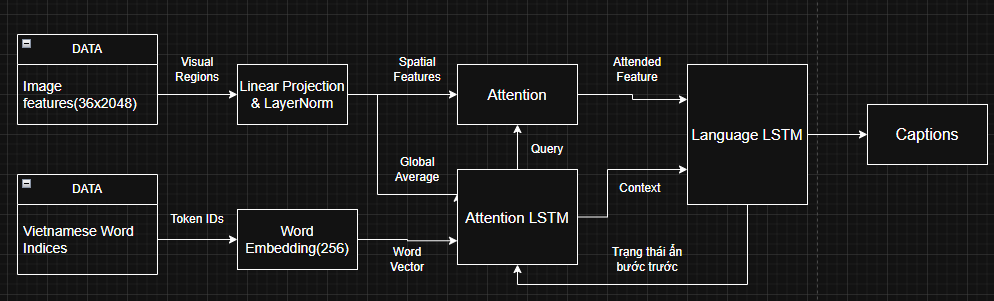 DATA
Image
features(36x2048)
Visual
Regions
Linear Projection
& LayerNorm
Spatial
Features
Attention
Attended
Feature
Language LSTM
Captions
Query
Global
Average
Attention LSTM
Context
DATA
Vietnamese Word
Indices
Token IDs
Word
Embedding(256)
Word
Vector
Trạng thái ẩn
bước trước